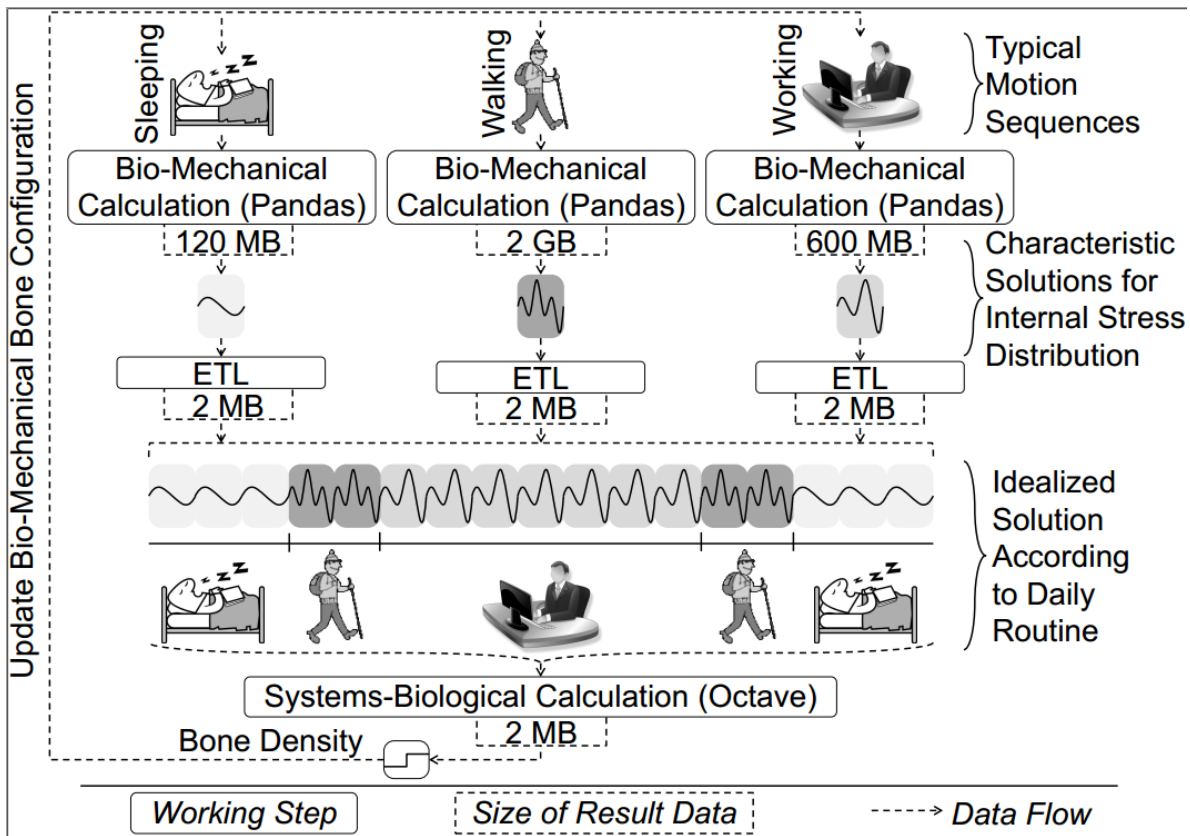 Update Bio-Mechanical Bone Configuration
Sleeping
z z Z Z
Walking
Working
Typical
Motion
Sequences
Bio-Mechanical
Calculation (Pandas)
Bio-Mechanical
Calculation (Pandas)
Bio-Mechanical
Calculation (Pandas)
120 MB
2 GB
600 MB
Characteristic
Solutions for
Internal Stress
Distribution
ETL
ETL
ETL
2 MB
2 MB
2 MB
Idealized
Solution
According
to Daily
Routine
z z Z Z
z z Z Z
Systems-Biological Calculation (Octave)
2 MB
Bone Density
Working Step
Size of Result Data
Data Flow